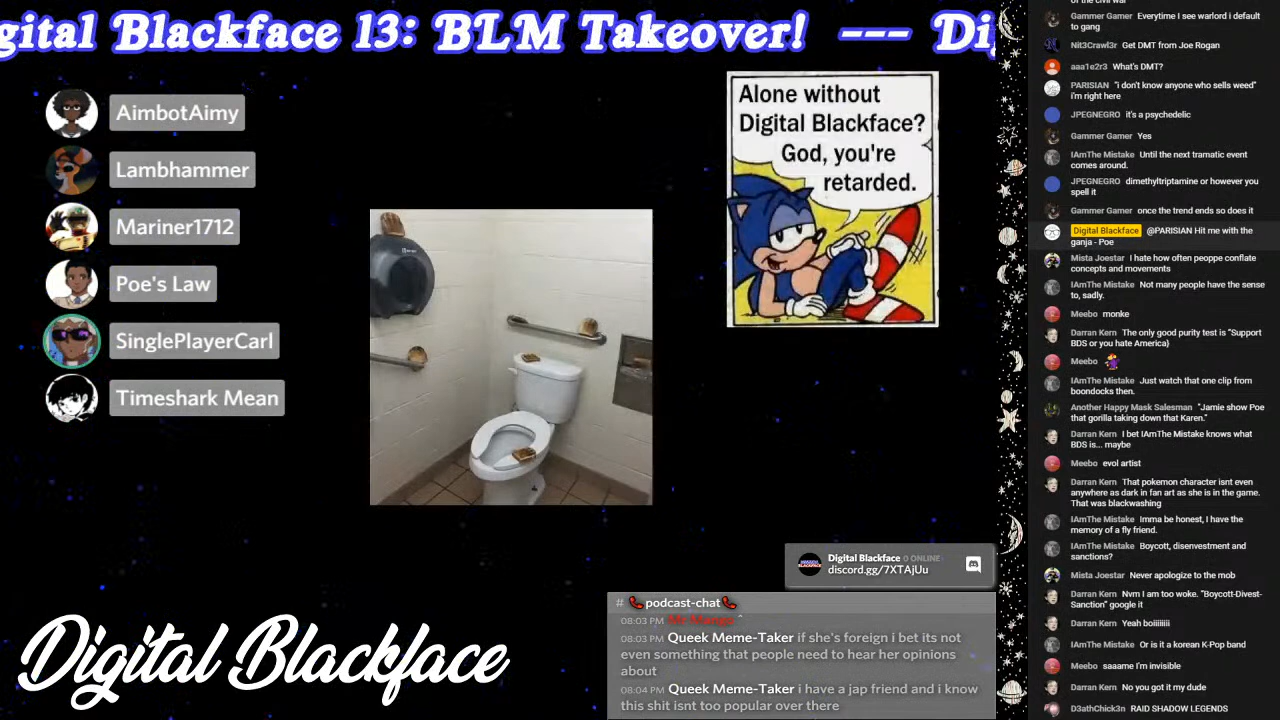 gital Blackface 13: BLM Takeover! --- Di
AimbotAimy
Lambhammer
Mariner1712
Poe's Law
SinglePlayerCarl
Timeshark Mean
Alone without
Digital Blackface?
God, you're
retarded.
Digital Blackface 0 ONLINE
discord.gg/7XTAjUu
# podcast-chat
08:03 PM
08:03 PM Queek Meme-Taker if she's foreign i bet its not
even something that people need to hear her opinions
about
08:04 PM Queek Meme-Taker i have a jap friend and i know
this shit isnt too popular over there
Digital Blackface
of the civil war
Gammer Gamer Everytime I see warlord i default
to gang
Nit3Crawl3r Get DMT from Joe Rogan
aaa1e2r3 What's DMT?
PARISIAN "i don't know anyone who sells weed"
i'm right here
JPEGNEGRO it's a psychedelic
Gammer Gamer Yes
IAmThe Mistake Until the next tramatic event
comes around.
JPEGNEGRO dimethyltriptamine or however you
spell it
Gammer Gamer once the trend ends so does it
Digital Blackface @PARISIAN Hit me with the
ganja - Poe
Mista Joestar I hate how often peoppe conflate
concepts and movements
IAmThe Mistake Not many people have the sense
to, sadly.
Meebo monke
Darran Kern The only good purity test is "Support
BDS or you hate America}
Meebo
IAmThe Mistake Just watch that one clip from
boondocks then.
Another Happy Mask Salesman "Jamie show Poe
that gorilla taking down that Karen."
Darran Kern I bet IAmThe Mistake knows what
BDS is... maybe
Meebo evol artist
Darran Kern That pokemon character isnt even
anywhere as dark in fan art as she is in the game.
That was blackwashing
IAmThe Mistake Imma be honest, I have the
memory of a fly friend.
IAmThe Mistake Boycott, disenvestment and
sanctions?
Mista Joestar Never apologize to the mob
Darran Kern Nvm I am too woke. "Boycott-Divest-
Sanction" google it
Darran Kern Yeah boiiiiiiii
IAmThe Mistake Or is it a korean K-Pop band
Meebo saaame I'm invisible
Darran Kern No you got it my dude
D3athChick3n RAID SHADOW LEGENDS